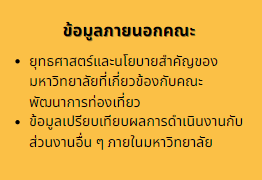 ข้อมูลภายนอกคณะ
• ยุทธศาสตร์และนโยบายสำคัญของ
มหาวิทยาลัยที่เกี่ยวข้องกับคณะ
พัฒนาการท่องเที่ยว
• ข้อมูลเปรียบเทียบผลการดำเนินงานกับ
ส่วนงานอื่น ๆ ภายในมหาวิทยาลัย